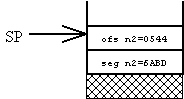 SP
ofs n2=0544
seg n2=6ABD